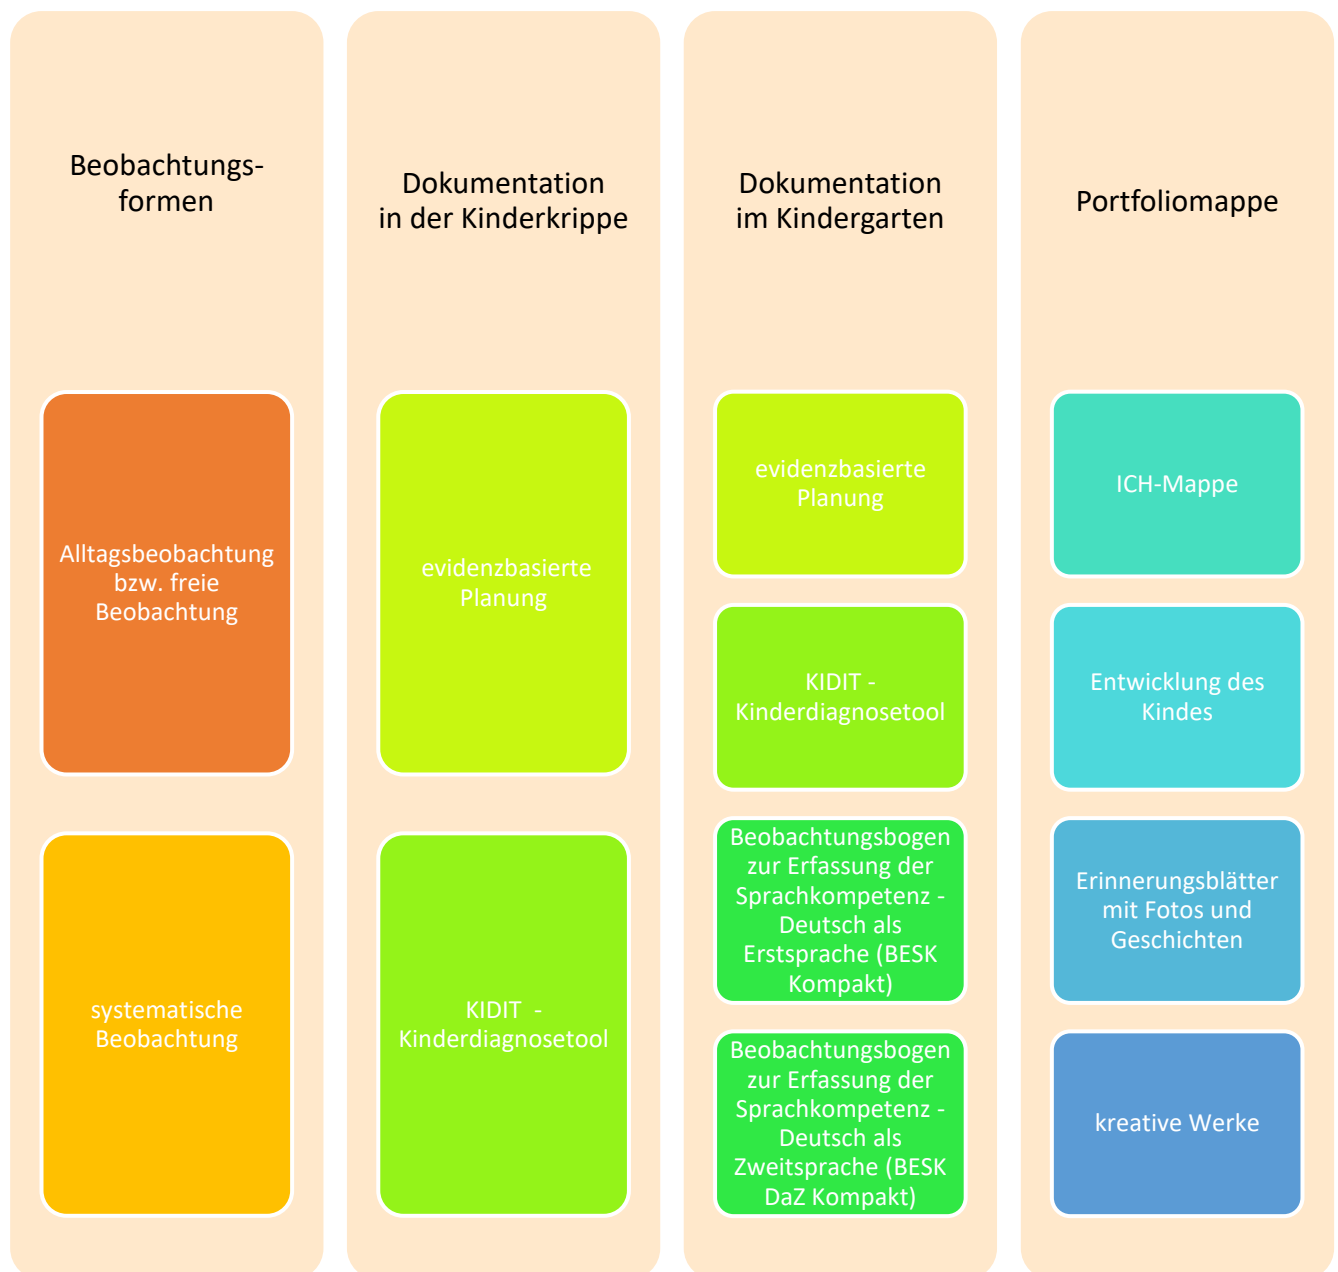 Beobachtungs-
formen
Alltagsbeobachtung
bzw. freie
Beobachtung
systematische
Beobachtung
Dokumentation
in der Kinderkrippe
evidenzbasierte
Planung
KIDIT -
Kinderdiagnosetool
Dokumentation
im Kindergarten
evidenzbasierte
Planung
KIDIT -
Kinderdiagnosetool
Beobachtungsbogen
zur Erfassung der
Sprachkompetenz -
Deutsch als
Erstsprache (BESK
Kompakt)
Beobachtungsbogen
zur Erfassung der
Sprachkompetenz -
Deutsch als
Zweitsprache (BESK
DaZ Kompakt)
Portfoliomappe
ICH-Mappe
Entwicklung des
Kindes
Erinnerungsblätter
mit Fotos und
Geschichten
kreative Werke